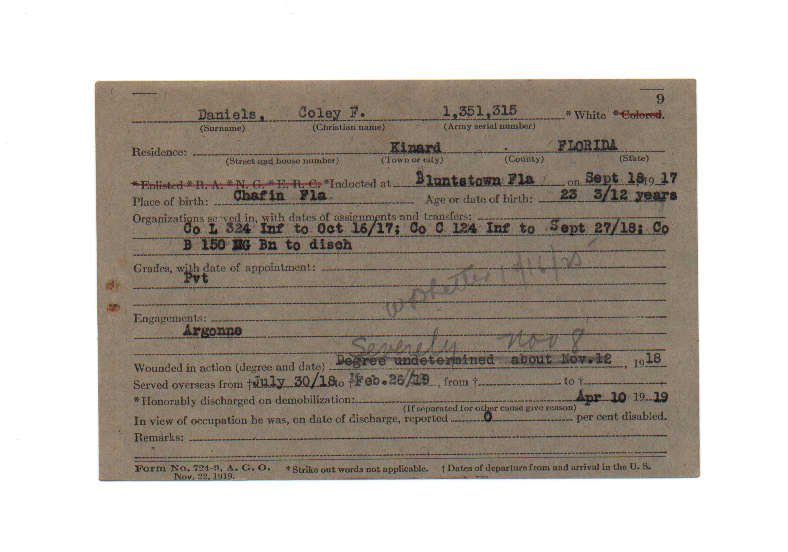 9
Daniels, Coley F. 1,351,315 * White * Colored.
(Surname) (Christian name) (Army serial number)
Residence: Kinard FLORIDA
(Street and house number) (Town or city) (County) (State)
* Enlisted * R. A. * N. G. * E. R. C. * Inducted at Bluntstown Fla on Sept 18, 19 17
Place of birth: Chafin Fla Age or date of birth: 23 3/12 years
Organizations served in, with dates of assignments and transfers:
Co L 324 Inf to Oct 16/17; Co C 124 Inf to Sept 27/18; Co
B 150 MG Bn to disch
Grades, with date of appointment:
Pvt
Engagements:
Argonne
Severely Nov 8
Wounded in action (degree and date) Degree undetermined about Nov.12, 19 18
Served overseas from † July 30/18 to † Feb.26/19, from † to †
* Honorably discharged on demobilization: Apr 10 19 19
(If separated for other cause give reason)
In view of occupation he was, on date of discharge, reported 0 per cent disabled.
Remarks:
Form No. 724-9, A. G. O. * Strike out words not applicable. † Dates of departure from and arrival in the U. S.
Nov. 22, 1919.